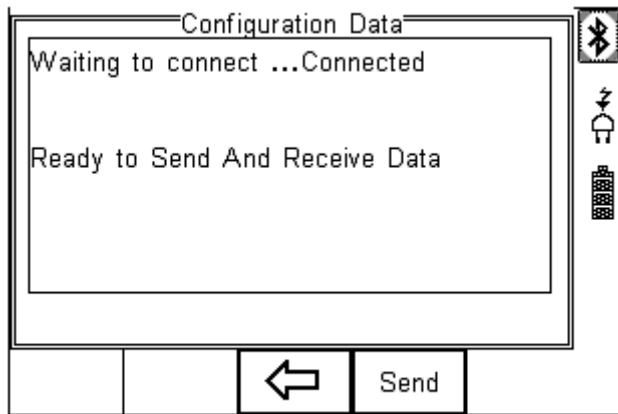 Configuration Data
Waiting to connect ...Connected
Ready to Send And Receive Data
Send